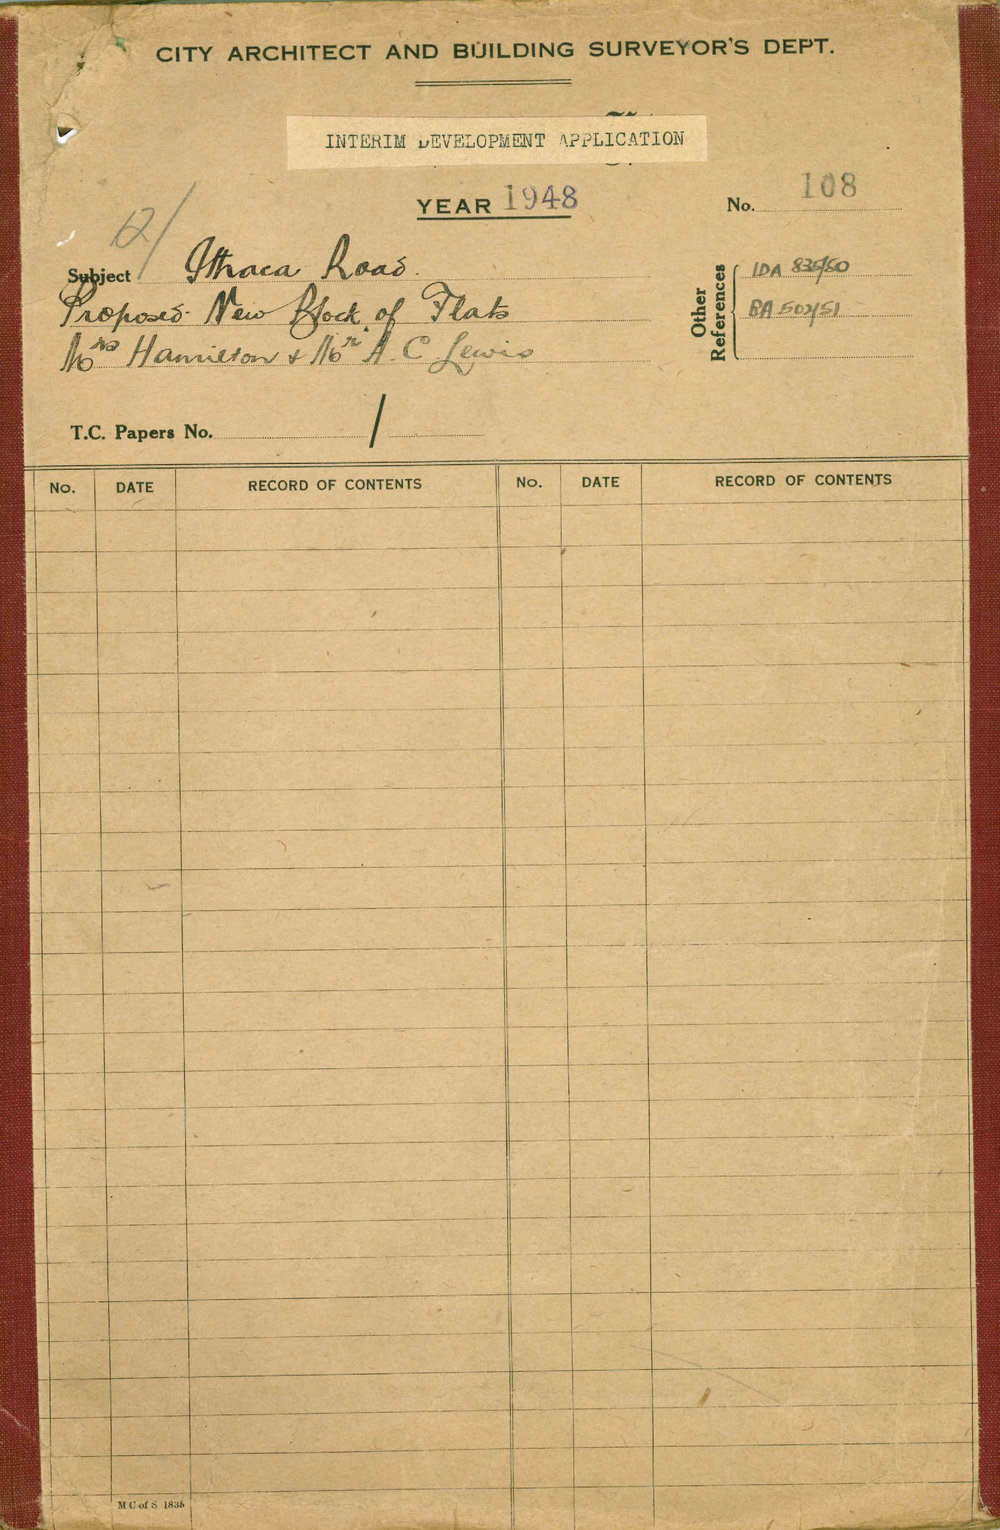 CITY ARCHITECT AND BUILDING SURVEYOR'S DEPT.
INTERIM DEVELOPMENT APPLICATION
YEAR 1948
No. 108
12/
Subject Ithaca Road.
Proposed New Block of Flats
Mrs Hamilton & Mr A. C Lewis
Other References
IDA 835/50
BA 502/51
T.C. Papers No. /
No. DATE RECORD OF CONTENTS No. DATE RECORD OF CONTENTS
M C of S 1835